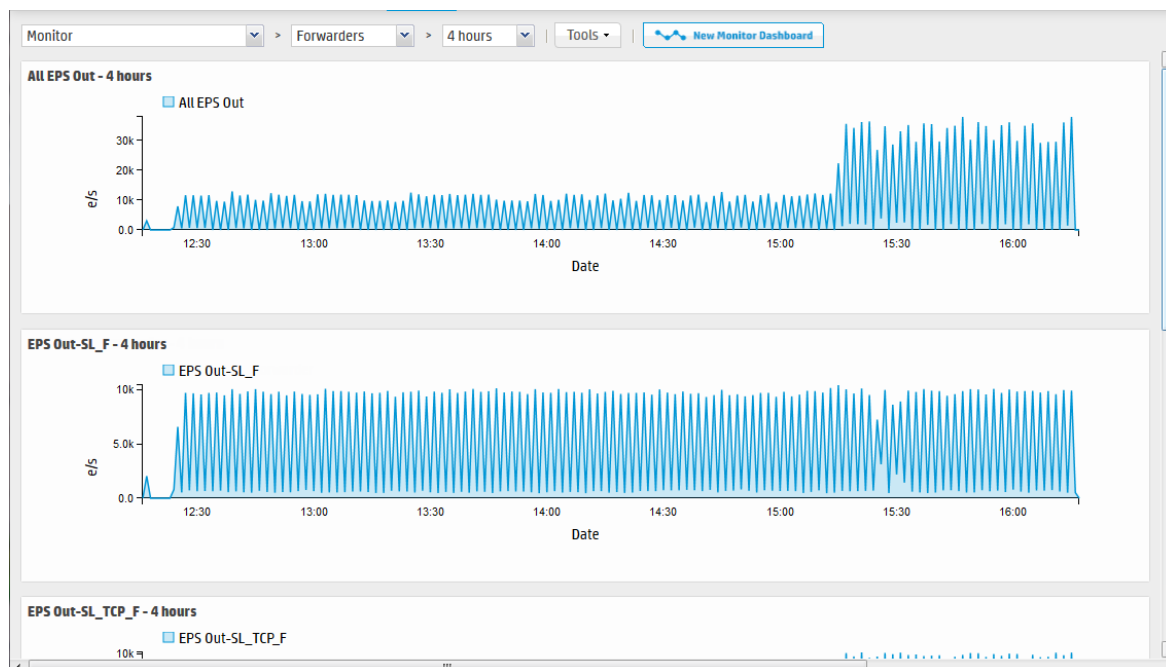 Monitor > Forwarders > 4 hours | Tools | New Monitor Dashboard
All EPS Out - 4 hours
All EPS Out
30k
20k
10k
0.0
e/s
12:30 13:00 13:30 14:00 14:30 15:00 15:30 16:00
Date
EPS Out-SL_F - 4 hours
EPS Out-SL_F
10k
5.0k
0.0
e/s
12:30 13:00 13:30 14:00 14:30 15:00 15:30 16:00
Date
EPS Out-SL_TCP_F - 4 hours
EPS Out-SL_TCP_F
10k